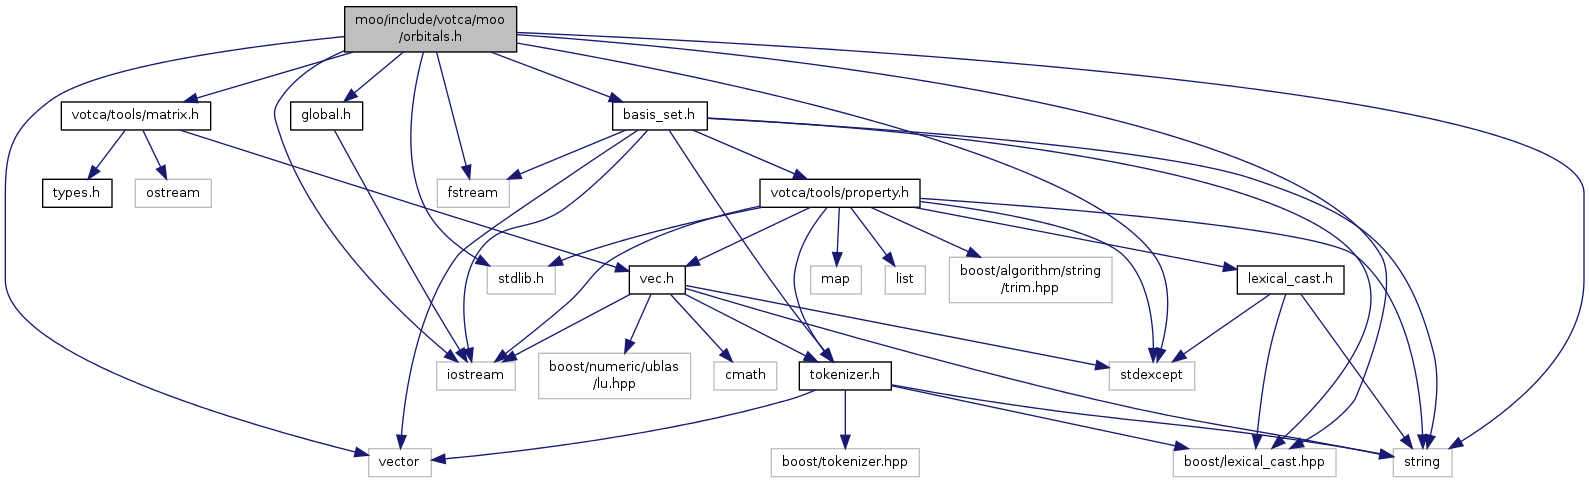 moo/include/votca/moo
/orbitals.h
votca/tools/matrix.h
global.h
basis_set.h
types.h
ostream
fstream
votca/tools/property.h
stdlib.h
vec.h
map
list
boost/algorithm/string
/trim.hpp
lexical_cast.h
iostream
boost/numeric/ublas
/lu.hpp
cmath
tokenizer.h
stdexcept
vector
boost/tokenizer.hpp
boost/lexical_cast.hpp
string